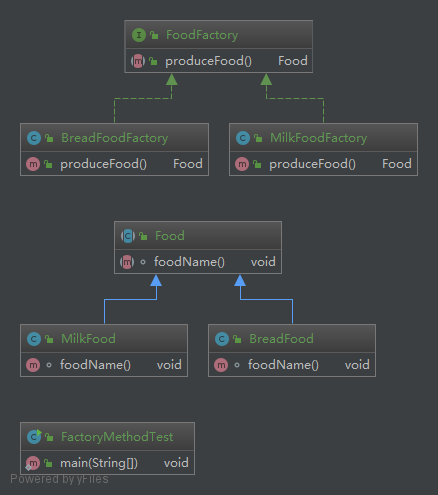 FoodFactory
produceFood() Food
BreadFoodFactory
produceFood() Food
MilkFoodFactory
produceFood() Food
Food
foodName() void
MilkFood
foodName() void
BreadFood
foodName() void
FactoryMethodTest
main(String[]) void
Powered by yFiles